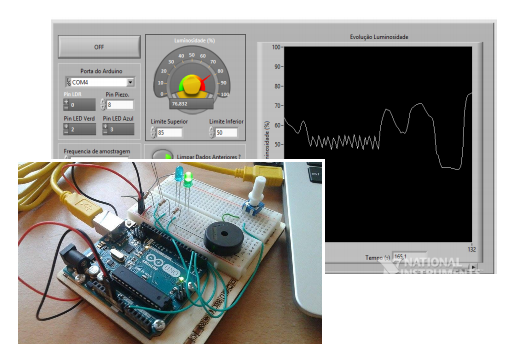 Luminosidade (%)
OFF
Porta do Arduino
COM4
Pin LDR
Pin Piezo.
0
8
Pin LED Verd
Pin LED Azul
2
3
Frequencia de amostragem
0
10
20
30
40
50
60
70
80
90
100
76,832
Limite Superior
Limite Inferior
85
50
Limpar Dados Anteriores ?
Evolução Luminosidade
100
90
80
70
60
50
Luminosidade (%)
132
Tempo (s)
NATIONAL
INSTRUMENTS
ARDUINO